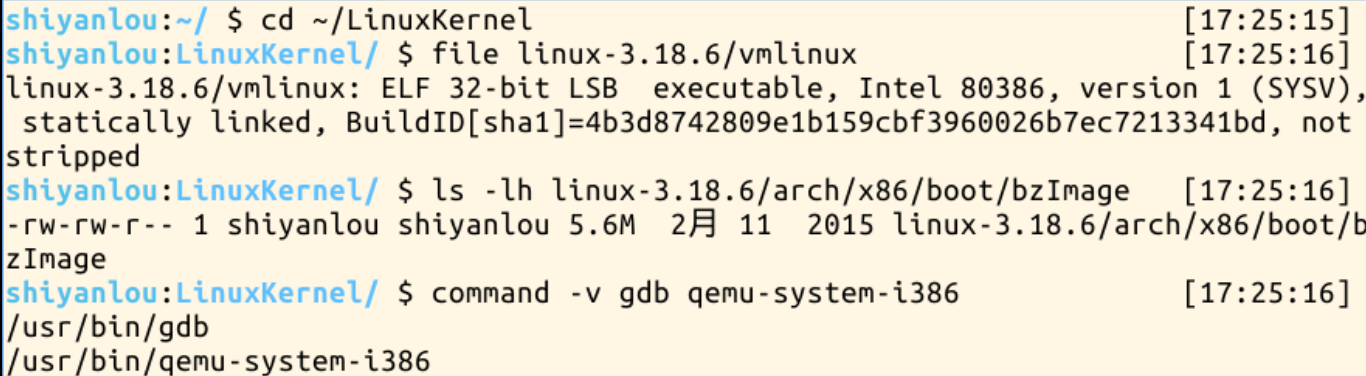 shiyanlou:~/ $ cd ~/LinuxKernel [17:25:15]
shiyanlou:LinuxKernel/ $ file linux-3.18.6/vmlinux [17:25:16]
linux-3.18.6/vmlinux: ELF 32-bit LSB  executable, Intel 80386, version 1 (SYSV),
 statically linked, BuildID[sha1]=4b3d8742809e1b159cbf3960026b7ec7213341bd, not
stripped
shiyanlou:LinuxKernel/ $ ls -lh linux-3.18.6/arch/x86/boot/bzImage [17:25:16]
-rw-rw-r-- 1 shiyanlou shiyanlou 5.6M  2月 11  2015 linux-3.18.6/arch/x86/boot/b
zImage
shiyanlou:LinuxKernel/ $ command -v gdb qemu-system-i386 [17:25:16]
/usr/bin/gdb
/usr/bin/qemu-system-i386